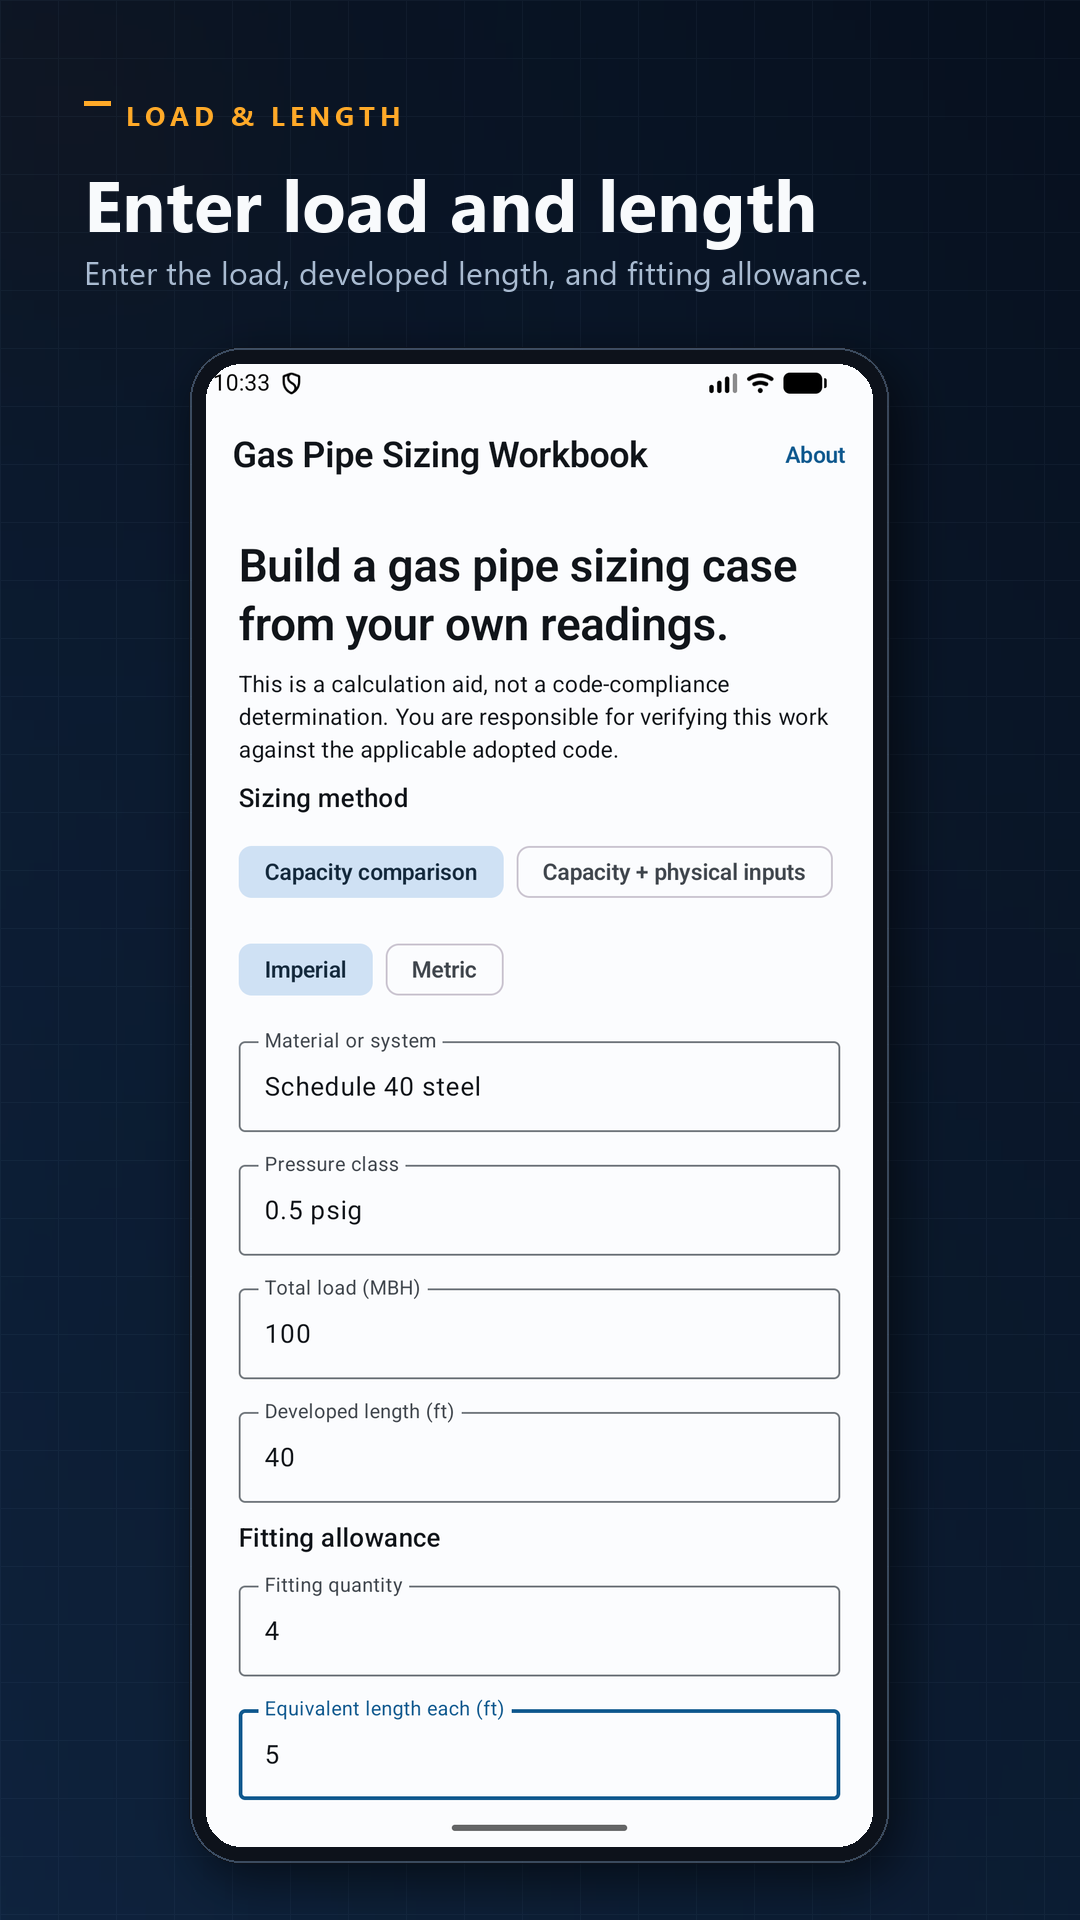 LOAD & LENGTH
Enter load and length
Enter the load, developed length, and fitting allowance.
10:33
Gas Pipe Sizing Workbook
About
Build a gas pipe sizing case
from your own readings.
This is a calculation aid, not a code-compliance
determination. You are responsible for verifying this work
against the applicable adopted code.
Sizing method
Capacity comparison
Capacity + physical inputs
Imperial
Metric
Material or system
Schedule 40 steel
Pressure class
0.5 psig
Total load (MBH)
100
Developed length (ft)
40
Fitting allowance
Fitting quantity
4
Equivalent length each (ft)
5